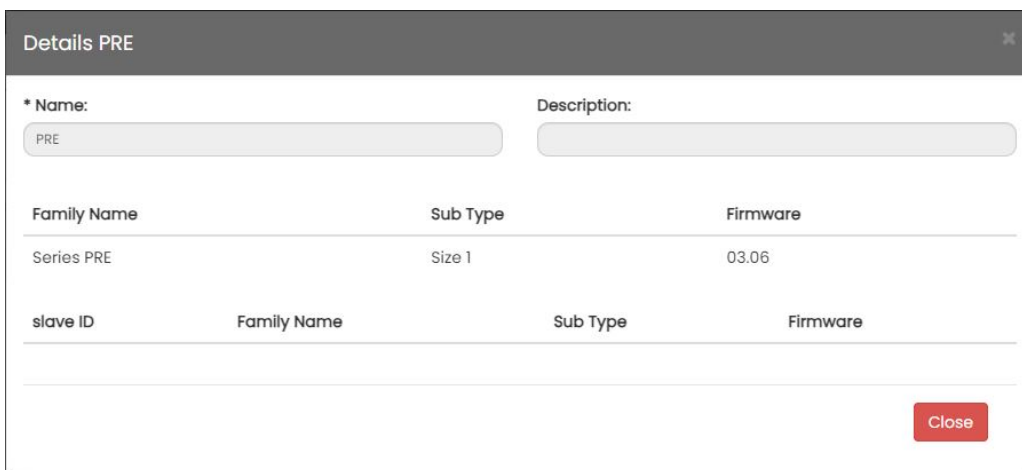 Details PRE ×
* Name: Description:
PRE
Family Name Sub Type Firmware
Series PRE Size 1 03.06
slave ID Family Name Sub Type Firmware
Close